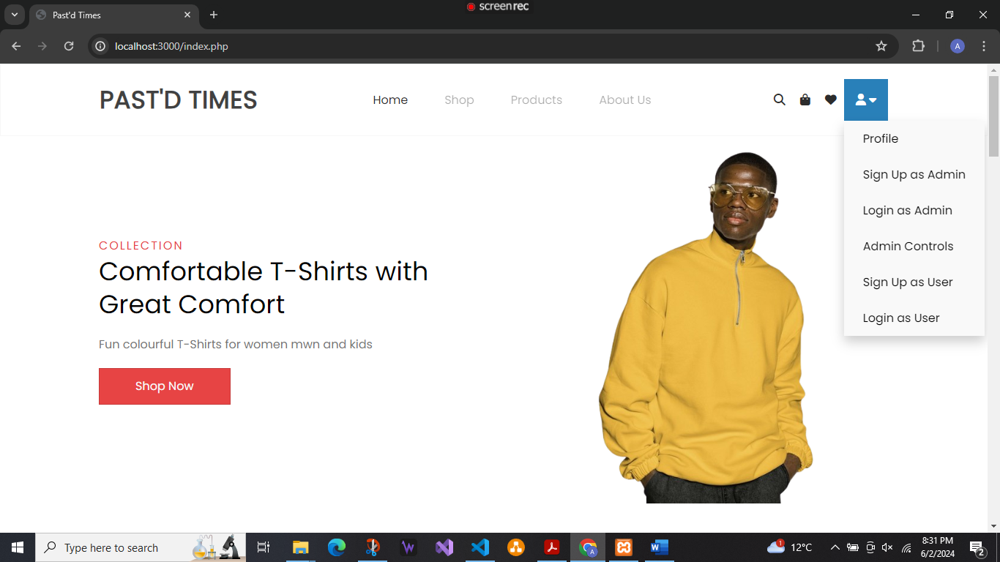 screenrec
Past'd Times
localhost:3000/index.php
A
PAST'D TIMES
Home
Shop
Products
About Us
Profile
Sign Up as Admin
Login as Admin
Admin Controls
Sign Up as User
Login as User
COLLECTION
Comfortable T-Shirts with
Great Comfort
Fun colourful T-Shirts for women mwn and kids
Shop Now
Type here to search
1
12°C
8:31 PM
6/2/2024
2